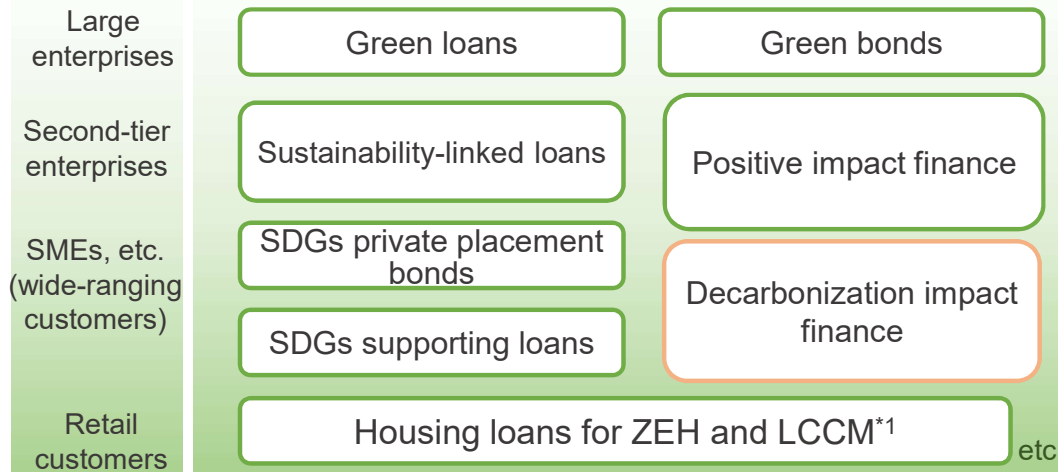 Large
enterprises
Green loans
Green bonds
Second-tier
enterprises
Sustainability-linked loans
Positive impact finance
SMEs, etc.
(wide-ranging
customers)
SDGs private placement
bonds
SDGs supporting loans
Decarbonization impact
finance
Retail
customers
Housing loans for ZEH and LCCM*1
etc